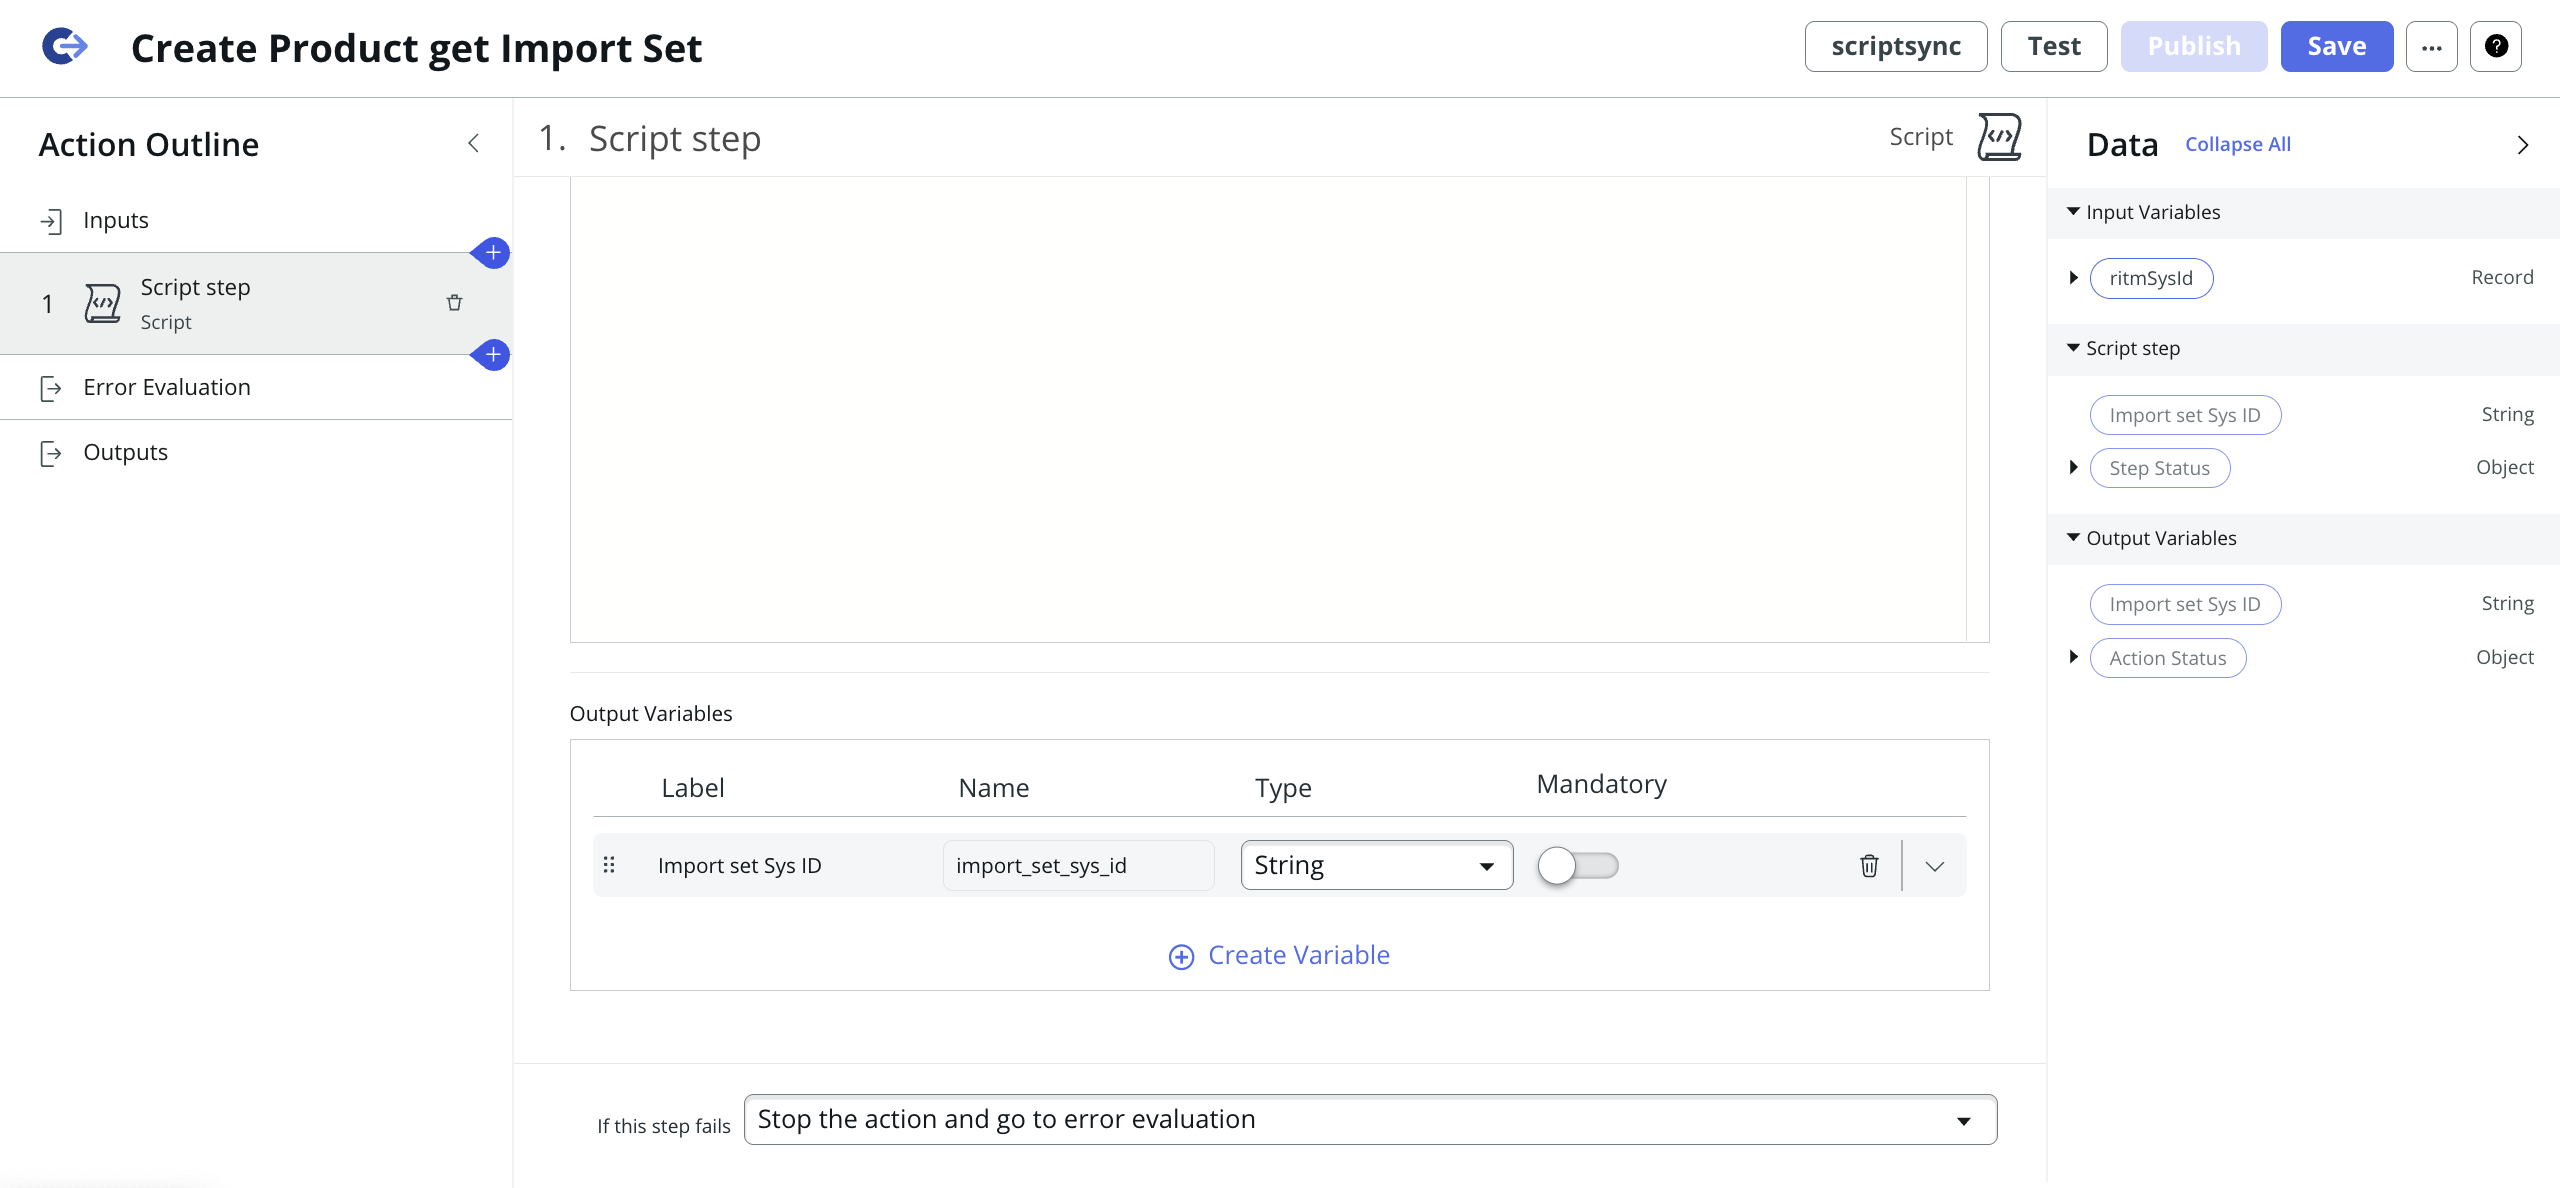 Create Product get Import Set
scriptsync
Test
Publish
Save
...
?
Action Outline
Inputs
1
Script step
Script
Error Evaluation
Outputs
1. Script step
Script
Output Variables
Label Name Type Mandatory
Import set Sys ID import_set_sys_id String
Create Variable
If this step fails Stop the action and go to error evaluation
Data Collapse All
Input Variables
ritmSysId Record
Script step
Import set Sys ID String
Step Status Object
Output Variables
Import set Sys ID String
Action Status Object